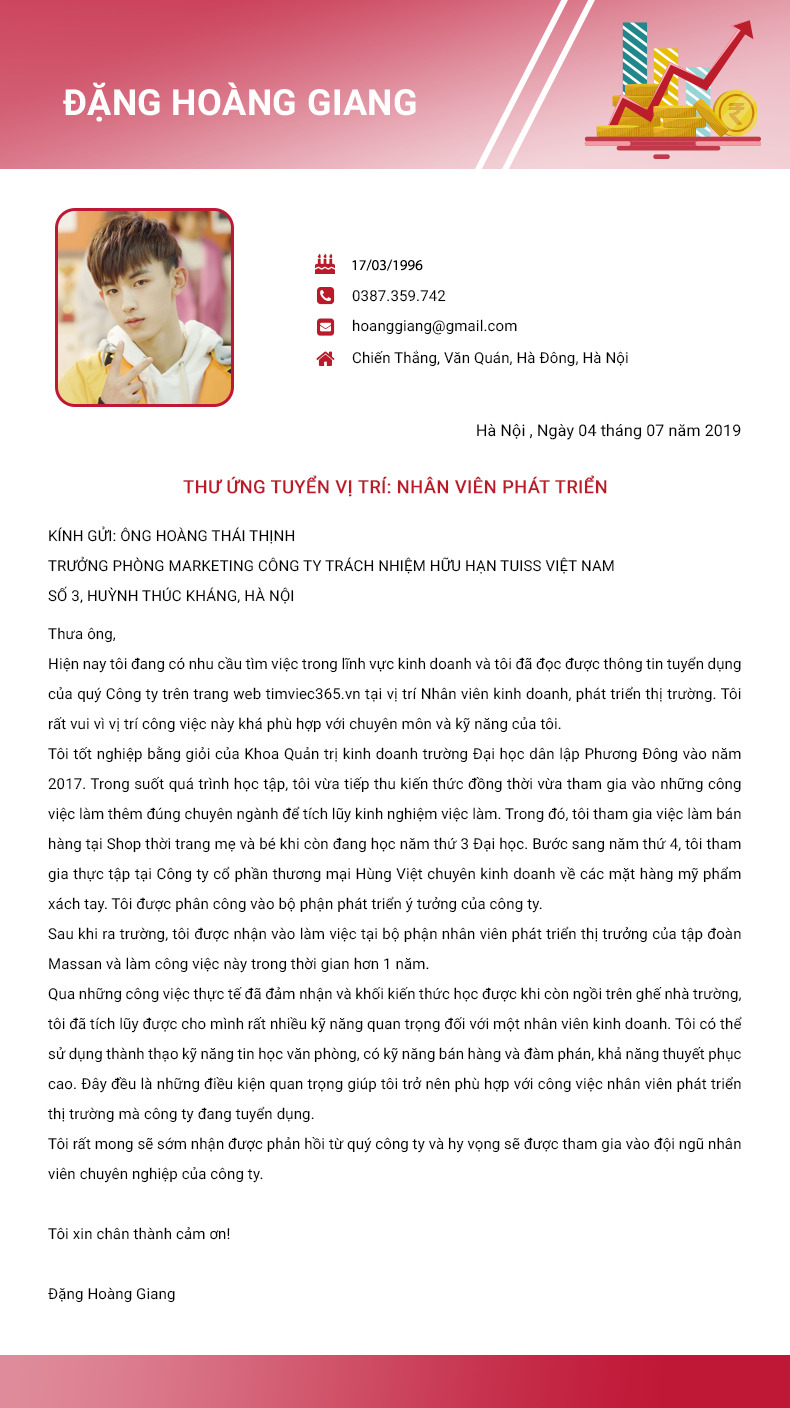 ĐẶNG HOÀNG GIANG
17/03/1996
0387.359.742
hoanggiang@gmail.com
Chiến Thắng, Văn Quán, Hà Đông, Hà Nội
Hà Nội , Ngày 04 tháng 07 năm 2019
THƯ ỨNG TUYỂN VỊ TRÍ: NHÂN VIÊN PHÁT TRIỂN
KÍNH GỬI: ÔNG HOÀNG THÁI THỊNH
TRƯỞNG PHÒNG MARKETING CÔNG TY TRÁCH NHIỆM HỮU HẠN TUISS VIỆT NAM
SỐ 3, HUỲNH THÚC KHÁNG, HÀ NỘI
Thưa ông,
Hiện nay tôi đang có nhu cầu tìm việc trong lĩnh vực kinh doanh và tôi đã đọc được thông tin tuyển dụng
của quý Công ty trên trang web timviec365.vn tại vị trí Nhân viên kinh doanh, phát triển thị trường. Tôi
rất vui vì vị trí công việc này khá phù hợp với chuyên môn và kỹ năng của tôi.
Tôi tốt nghiệp bằng giỏi của Khoa Quản trị kinh doanh trường Đại học dân lập Phương Đông vào năm
2017. Trong suốt quá trình học tập, tôi vừa tiếp thu kiến thức đồng thời vừa tham gia vào những công
việc làm thêm đúng chuyên ngành để tích lũy kinh nghiệm việc làm. Trong đó, tôi tham gia việc làm bán
hàng tại Shop thời trang mẹ và bé khi còn đang học năm thứ 3 Đại học. Bước sang năm thứ 4, tôi tham
gia thực tập tại Công ty cổ phần thương mại Hùng Việt chuyên kinh doanh về các mặt hàng mỹ phẩm
xách tay. Tôi được phân công vào bộ phận phát triển ý tưởng của công ty.
Sau khi ra trường, tôi được nhận vào làm việc tại bộ phận nhân viên phát triển thị trưởng của tập đoàn
Massan và làm công việc này trong thời gian hơn 1 năm.
Qua những công việc thực tế đã đảm nhận và khối kiến thức học được khi còn ngồi trên ghế nhà trường,
tôi đã tích lũy được cho mình rất nhiều kỹ năng quan trọng đối với một nhân viên kinh doanh. Tôi có thể
sử dụng thành thạo kỹ năng tin học văn phòng, có kỹ năng bán hàng và đàm phán, khả năng thuyết phục
cao. Đây đều là những điều kiện quan trọng giúp tôi trở nên phù hợp với công việc nhân viên phát triển
thị trường mà công ty đang tuyển dụng.
Tôi rất mong sẽ sớm nhận được phản hồi từ quý công ty và hy vọng sẽ được tham gia vào đội ngũ nhân
viên chuyên nghiệp của công ty.
Tôi xin chân thành cảm ơn!
Đặng Hoàng Giang